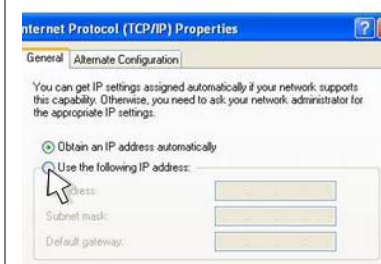 nternet Protocol (TCP/IP) Properties
General Alternate Configuration
You can get IP settings assigned automatically if your network supports
this capability. Otherwise, you need to ask your network administrator for
the appropriate IP settings.
Obtain an IP address automatically
Use the following IP address:
dress:
Subnet mask:
Default gateway: